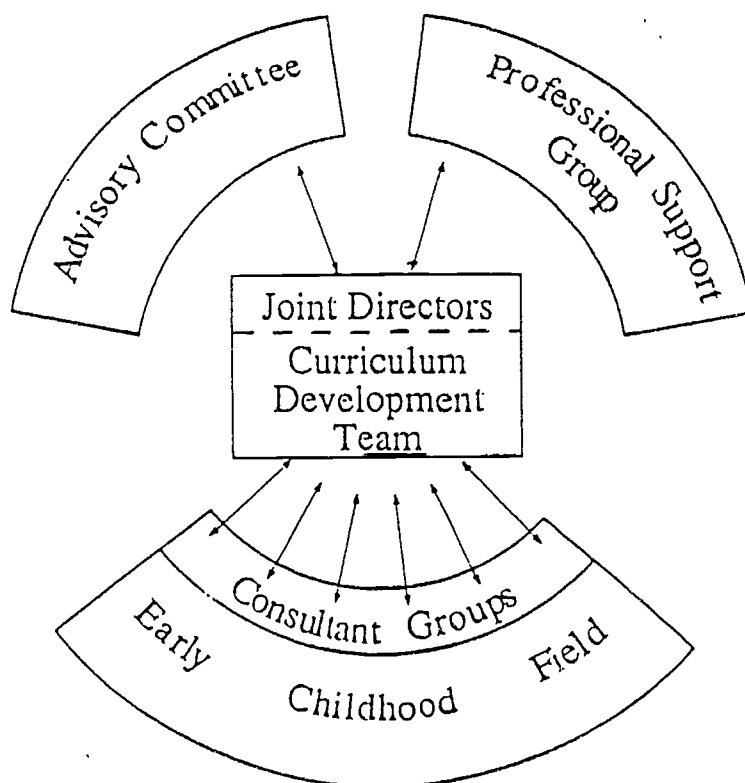 Advisory Committee
Professional Support
Group
Joint Directors
Curriculum
Development
Team
Consultant Groups
Early Childhood Field